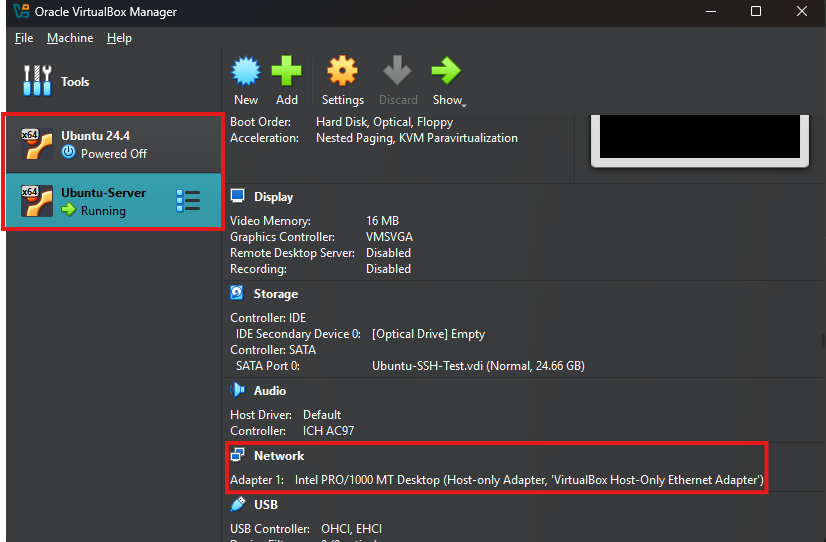 Oracle VirtualBox Manager
File Machine Help
Tools
New Add Settings Discard Show
x64 Ubuntu 24.4
Powered Off
x64 Ubuntu-Server
Running
Boot Order: Hard Disk, Optical, Floppy
Acceleration: Nested Paging, KVM Paravirtualization
Display
Video Memory: 16 MB
Graphics Controller: VMSVGA
Remote Desktop Server: Disabled
Recording: Disabled
Storage
Controller: IDE
IDE Secondary Device 0: [Optical Drive] Empty
Controller: SATA
SATA Port 0: Ubuntu-SSH-Test.vdi (Normal, 24.66 GB)
Audio
Host Driver: Default
Controller: ICH AC97
Network
Adapter 1: Intel PRO/1000 MT Desktop (Host-only Adapter, 'VirtualBox Host-Only Ethernet Adapter')
USB
USB Controller: OHCI, EHCI